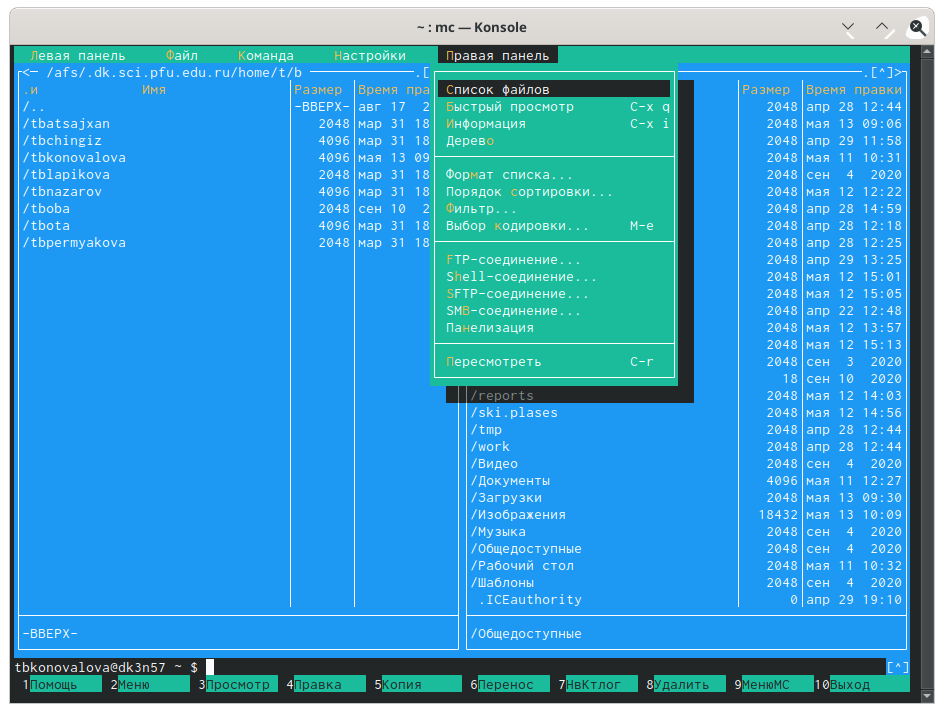 ~ : mc — Konsole
Левая панель Файл Команда Настройки Правая панель
<− /afs/.dk.sci.pfu.edu.ru/home/t/b .[ .[^]>
.и Имя Размер Время пра Размер Время правки
/.. -ВВЕРХ- авг 17 2 Список файлов 2048 апр 28 12:44
/tbatsajxan 2048 мар 31 18 Быстрый просмотр C-x q 2048 мая 13 09:06
/tbchingiz 4096 мар 31 18 Информация C-x i 2048 апр 29 11:58
/tbkonovalova 4096 мая 13 09 Дерево 2048 мая 11 10:31
/tblapikova 2048 мар 31 18 2048 сен 4 2020
/tbnazarov 4096 мар 31 18 Формат списка... 2048 мая 12 12:22
/tboba 2048 сен 10 2 Порядок сортировки... 2048 апр 28 14:59
/tbota 4096 мар 31 18 Фильтр... 2048 апр 28 12:18
/tbpermyakova 2048 мар 31 18 Выбор кодировки... M-e 2048 апр 28 12:25
FTP-соединение... 2048 апр 29 13:25
Shell-соединение... 2048 мая 12 15:01
SFTP-соединение... 2048 мая 12 15:05
SMB-соединение... 2048 апр 22 12:48
Панелизация 2048 мая 12 13:57
2048 мая 12 15:13
Пересмотреть C-r 2048 сен 3 2020
18 сен 10 2020
/reports 2048 мая 12 14:03
/ski.plases 2048 мая 12 14:56
/tmp 2048 апр 28 12:44
/work 2048 апр 28 12:44
/Видео 2048 сен 4 2020
/Документы 4096 мая 11 12:27
/Загрузки 2048 мая 13 09:30
/Изображения 18432 мая 13 10:09
/Музыка 2048 сен 4 2020
/Общедоступные 2048 сен 4 2020
/Рабочий стол 2048 мая 11 10:32
/Шаблоны 2048 сен 4 2020
.ICEauthority 0 апр 29 19:10
-ВВЕРХ- /Общедоступные
tbkonovalova@dk3n57 ~ $ [^]
1Помощь 2Меню 3Просмотр 4Правка 5Копия 6Перенос 7НвКтлог 8Удалить 9МенюМС 10Выход